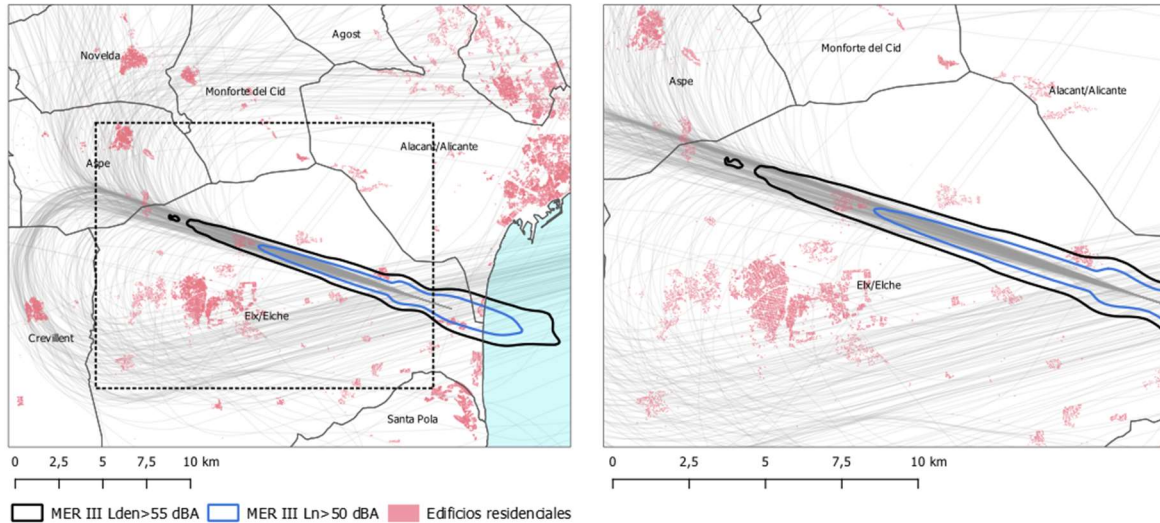 Agost
Novelda
Monforte del Cid
Alacant/Alicante
Aspe
Elx/Elche
Crevillent
Santa Pola
0 2,5 5 7,5 10 km
Monforte del Cid
Aspe
Alacant/Alicante
Elx/Elche
0 2,5 5 7,5 10 km
MER III Lden>55 dBA MER III Ln>50 dBA Edificios residenciales